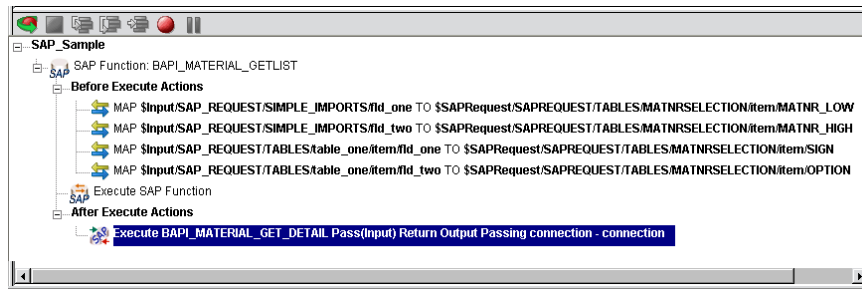 SAP_Sample
SAP SAP Function: BAPI_MATERIAL_GETLIST
Before Execute Actions
MAP $Input/SAP_REQUEST/SIMPLE_IMPORTS/fld_one TO $SAPRequest/SAPREQUEST/TABLES/MATNRSELECTION/item/MATNR_LOW
MAP $Input/SAP_REQUEST/SIMPLE_IMPORTS/fld_two TO $SAPRequest/SAPREQUEST/TABLES/MATNRSELECTION/item/MATNR_HIGH
MAP $Input/SAP_REQUEST/TABLES/table_one/item/fld_one TO $SAPRequest/SAPREQUEST/TABLES/MATNRSELECTION/item/SIGN
MAP $Input/SAP_REQUEST/TABLES/table_one/item/fld_two TO $SAPRequest/SAPREQUEST/TABLES/MATNRSELECTION/item/OPTION
SAP Execute SAP Function
After Execute Actions
Execute BAPI_MATERIAL_GET_DETAIL Pass(Input) Return Output Passing connection - connection